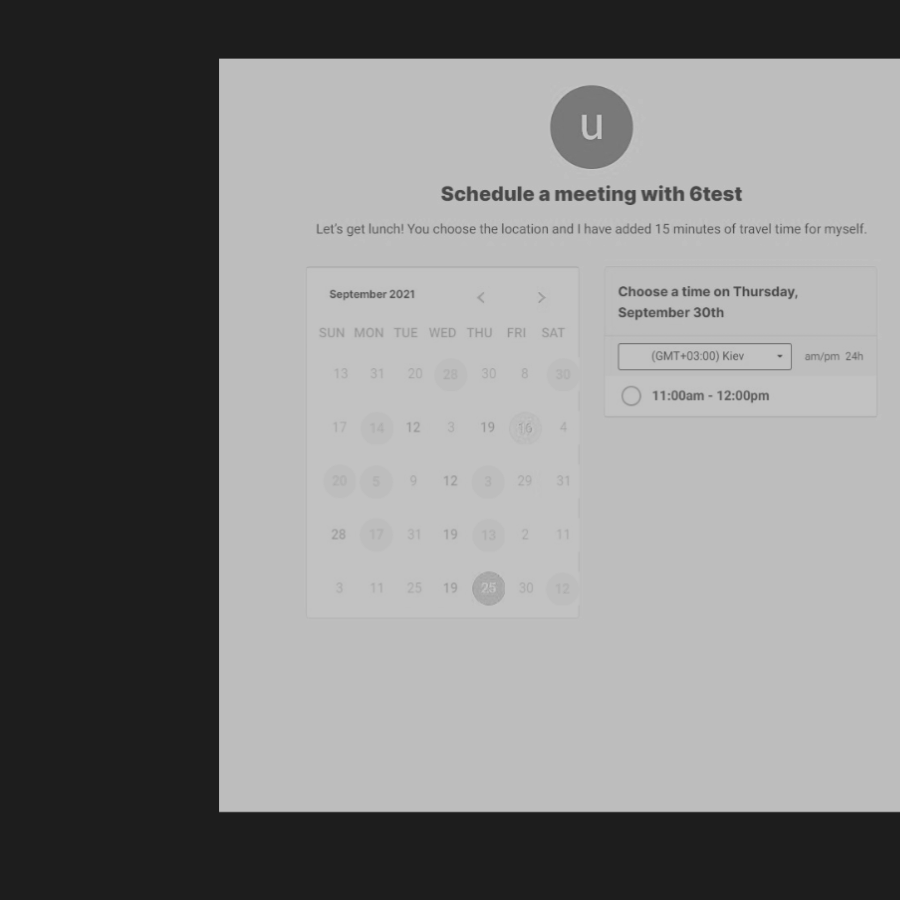 u
Schedule a meeting with 6test
Let's get lunch! You choose the location and I have added 15 minutes of travel time for myself.
September 2021
SUN MON TUE WED THU FRI SAT
13 31 20 28 30 8 30
17 14 12 3 19 16 4
20 5 9 12 3 29 31
28 17 31 19 13 2 11
3 11 25 19 25 30 12
Choose a time on Thursday,
September 30th
(GMT+03:00) Kiev am/pm 24h
11:00am - 12:00pm